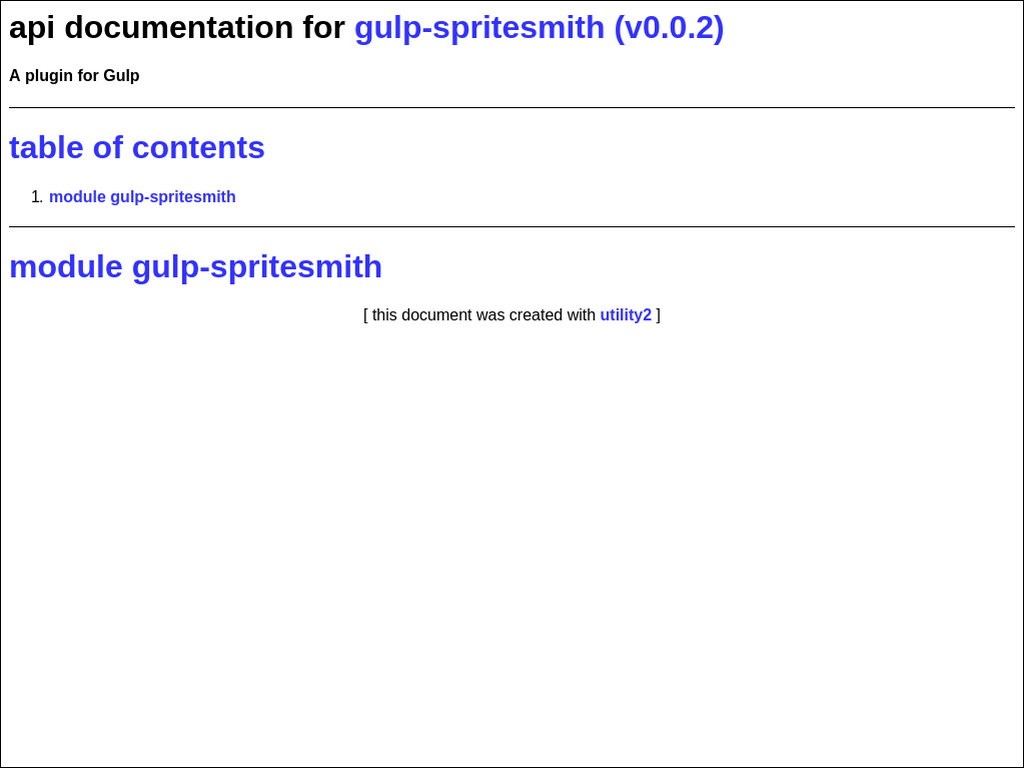 api documentation for gulp-spritesmith (v0.0.2)
A plugin for Gulp
table of contents
1. module gulp-spritesmith
module gulp-spritesmith
[ this document was created with utility2 ]